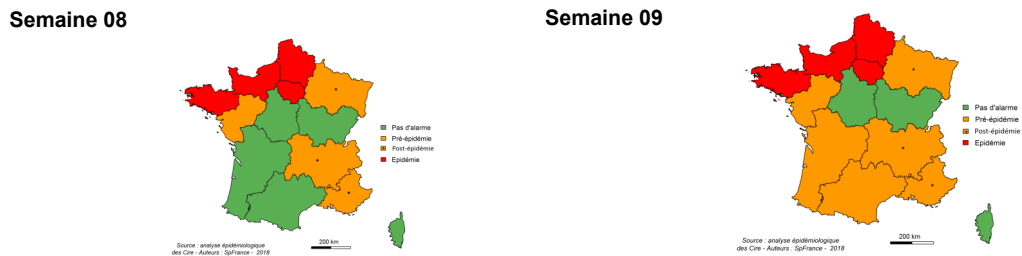 Semaine 08
Pas d'alarme
Pré-épidémie
Post-épidémie
Epidémie
200 km
Source : analyse épidémiologique
des Cire - Auteurs : SpFrance - 2018
Semaine 09
Pas d'alarme
Pré-épidémie
Post-épidémie
Epidémie
200 km
Source : analyse épidémiologique
des Cire - Auteurs : SpFrance - 2018